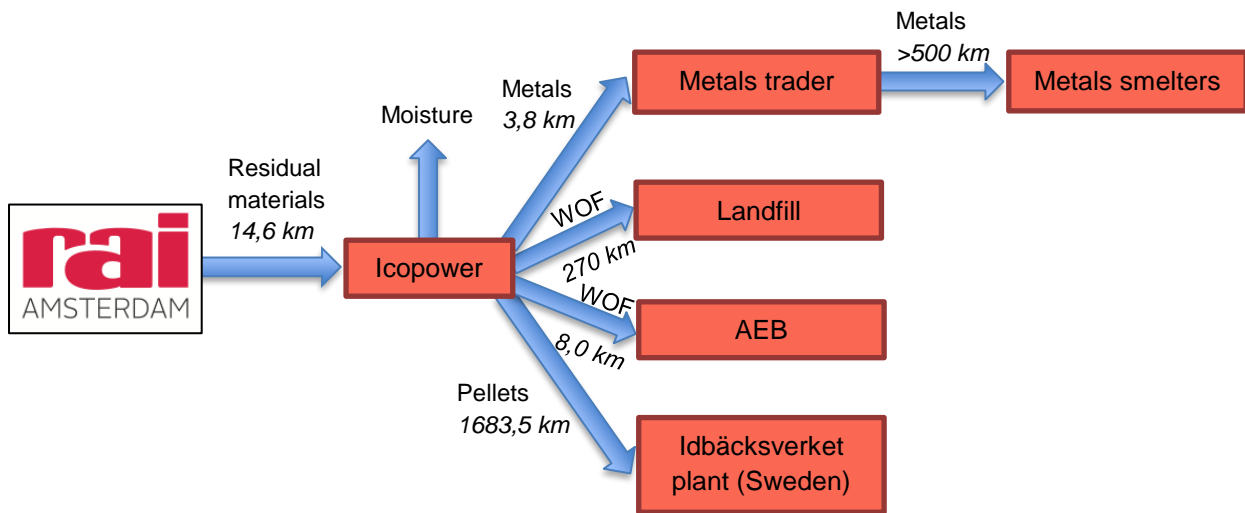 Metals
>500 km
Metals trader
Metals smelters
Metals
3,8 km
Moisture
Residual
materials
14,6 km
WOF
Landfill
270 km
rai
AMSTERDAM
Icopower
WOF
AEB
8,0 km
Pellets
1683,5 km
Idbäcksverket
plant (Sweden)